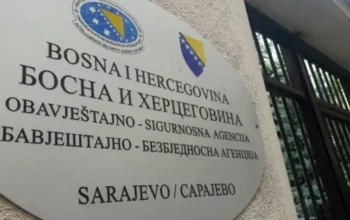 BOSNA I HERCEGOVINA
БОСНА И ХЕРЦЕГОВИНА
OBAVJEŠTAJNO - SIGURNOSNA AGENCIJA
БАВЈЕШТАЈНО - БЕЗБЈЕДНОСНА АГЕНЦИЈА
SARAJEVO / САРАЈЕВО